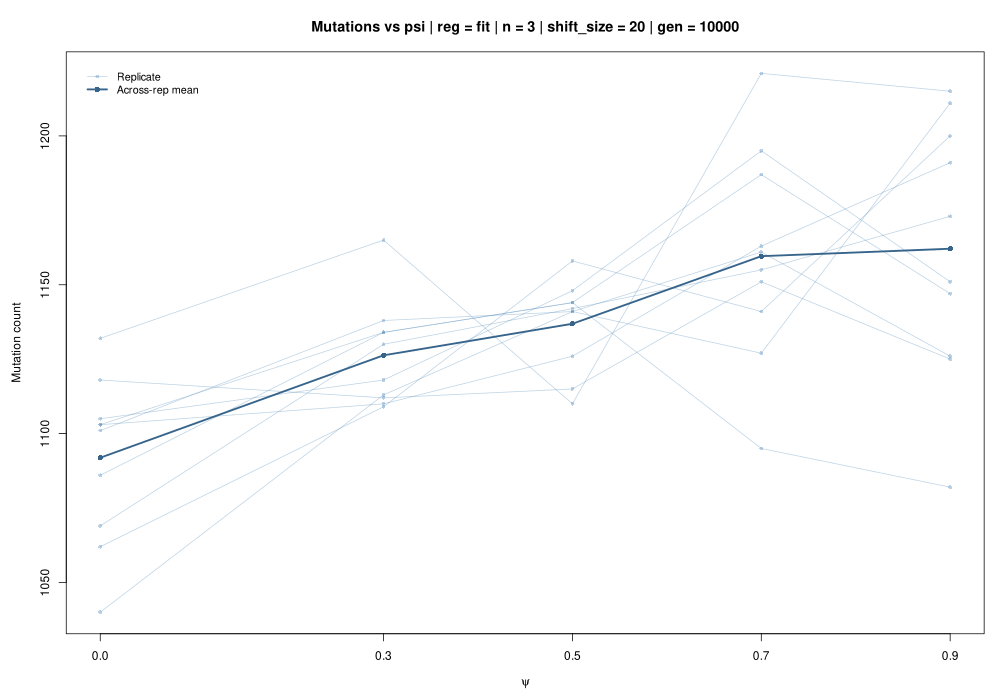 Mutations vs psi | reg = fit | n = 3 | shift_size = 20 | gen = 10000
Replicate
Across-rep mean
1200
1150
1100
1050
Mutation count
0.0 0.3 0.5 0.7 0.9
ψ